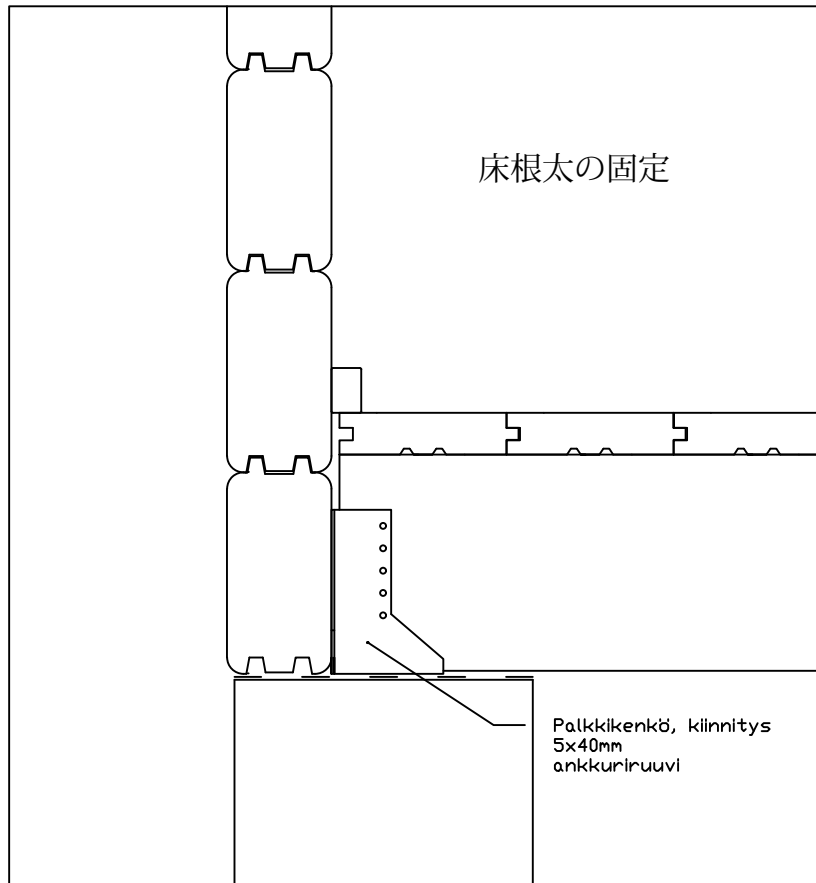 床根太の固定
Palkkikenkö, kiinnitys
5x40mm
ankkuriruuvi